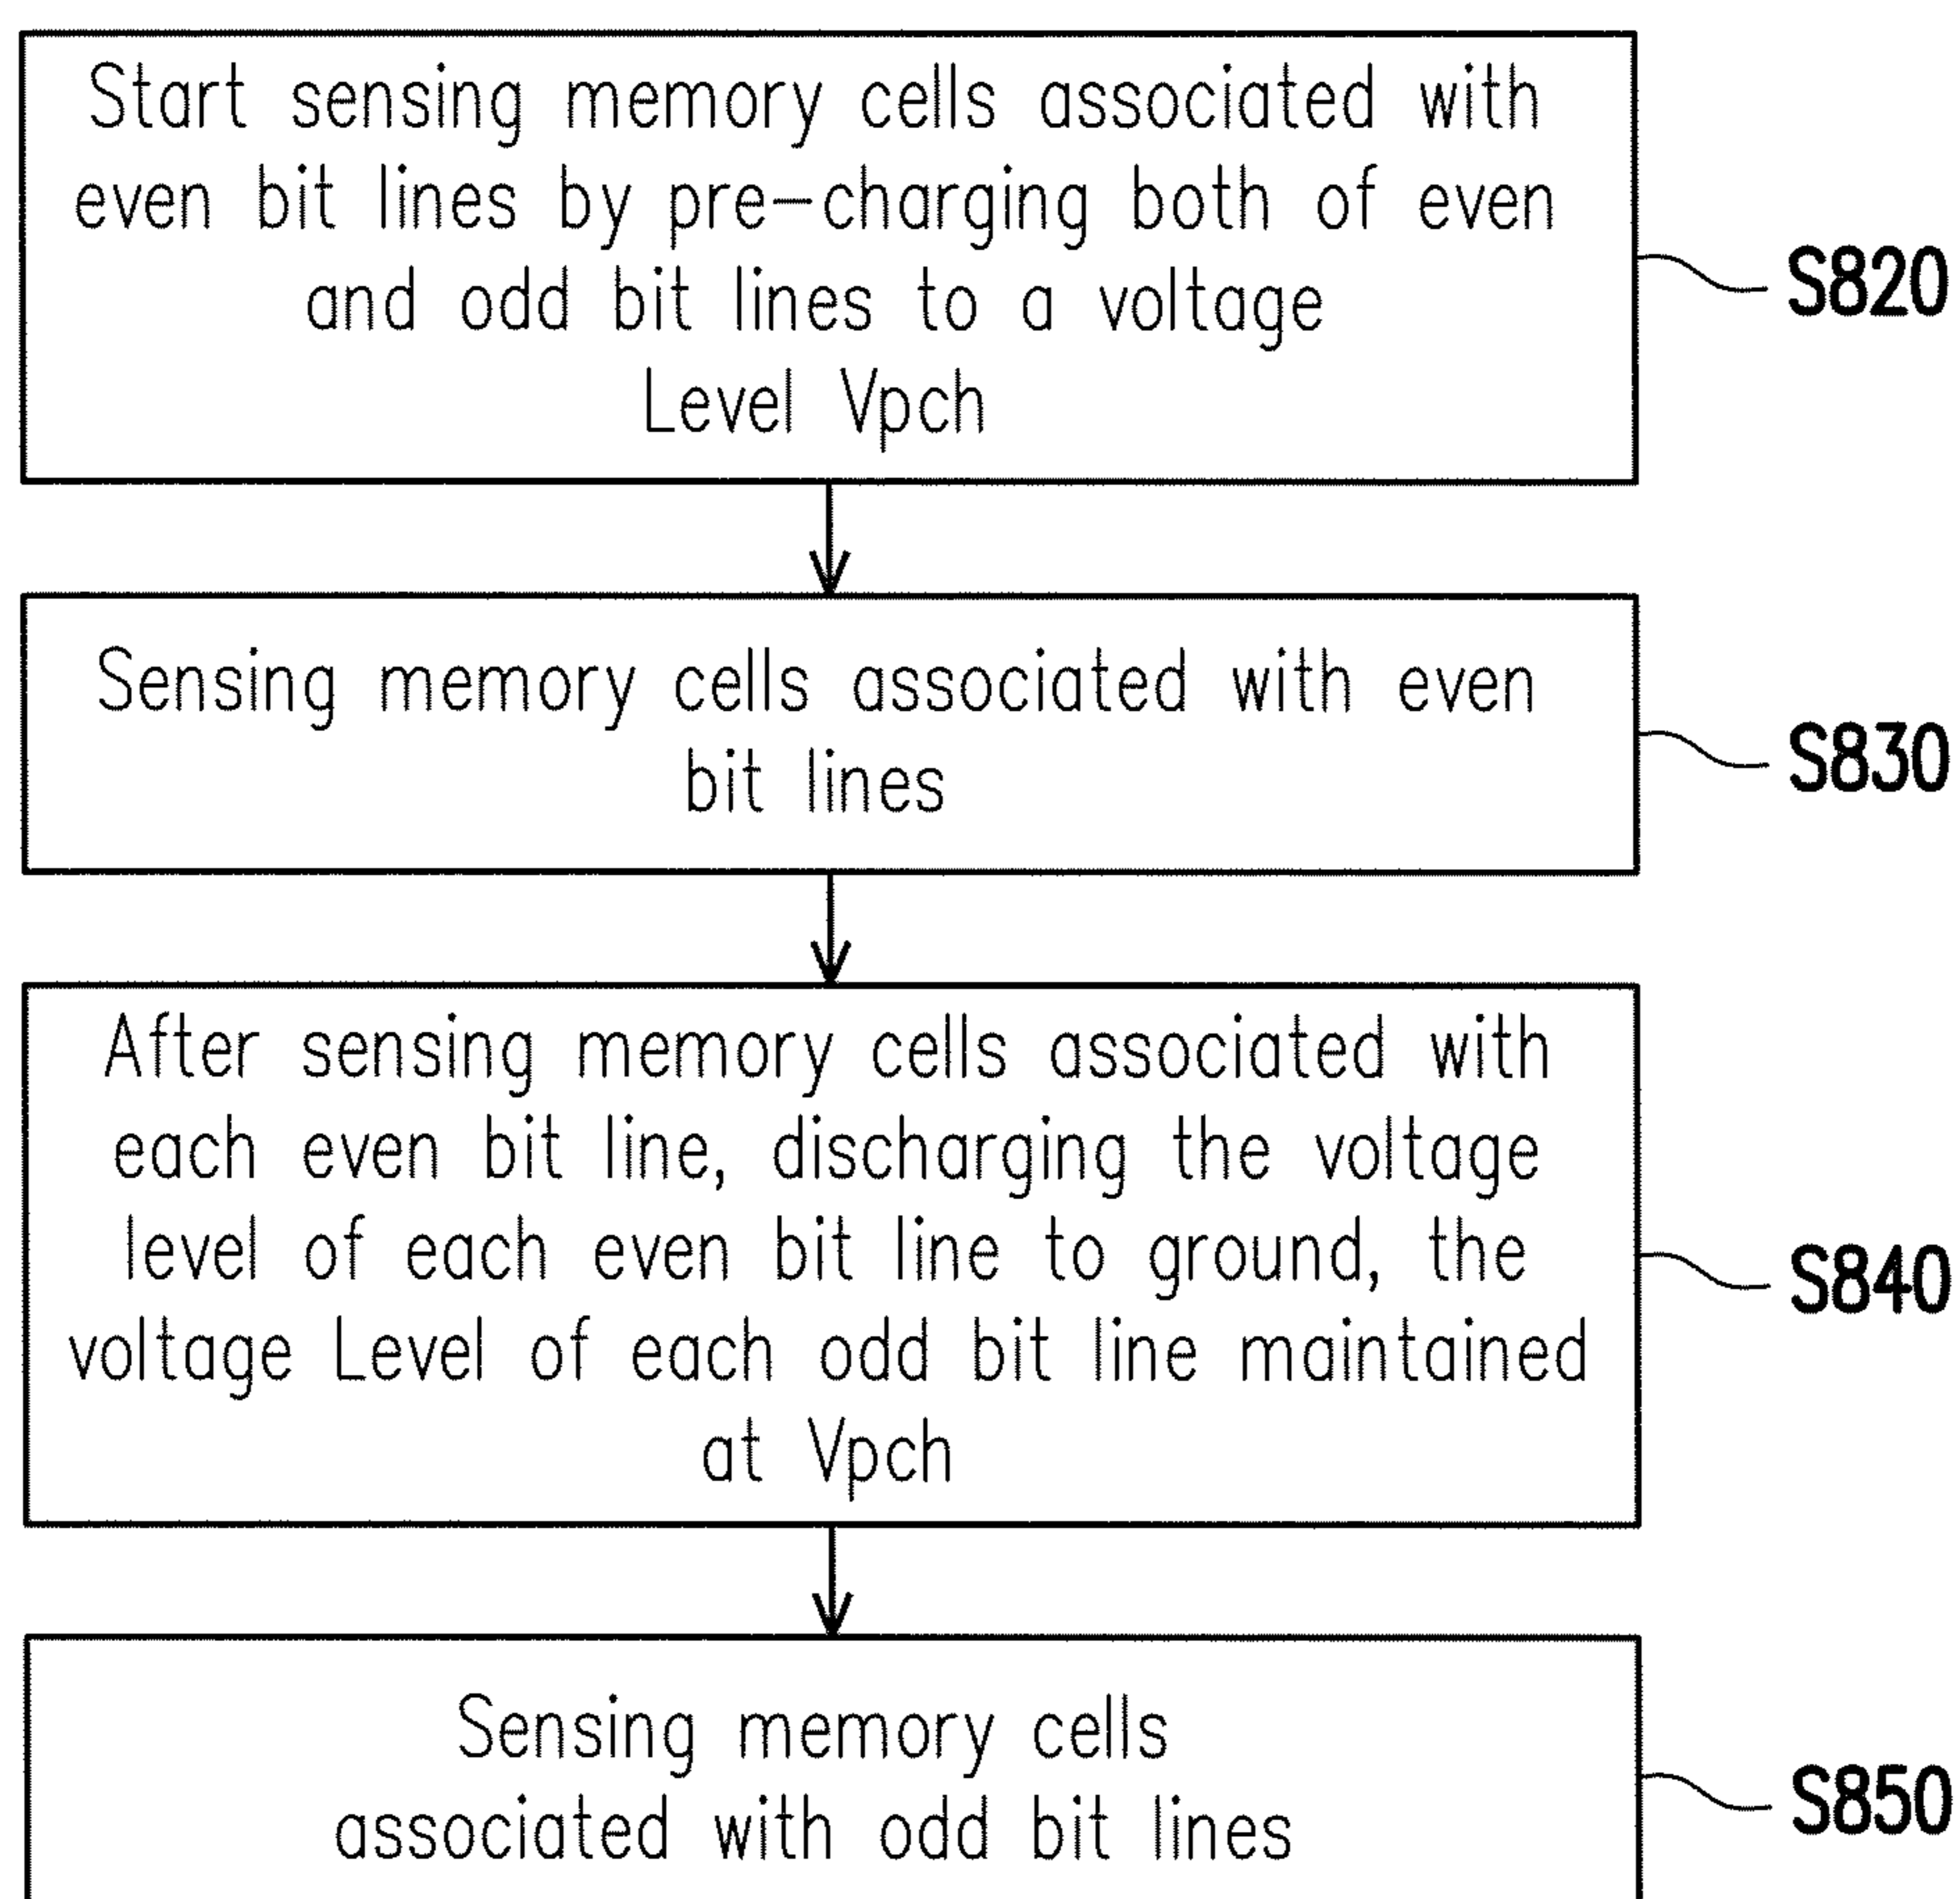 Start sensing memory cells associated with
even bit lines by pre-charging both of even
and odd bit lines to a voltage
Level Vpch
S820
Sensing memory cells associated with even
bit lines
S830
After sensing memory cells associated with
each even bit line, discharging the voltage
level of each even bit line to ground, the
voltage Level of each odd bit line maintained
at Vpch
S840
Sensing memory cells
associated with odd bit lines
S850